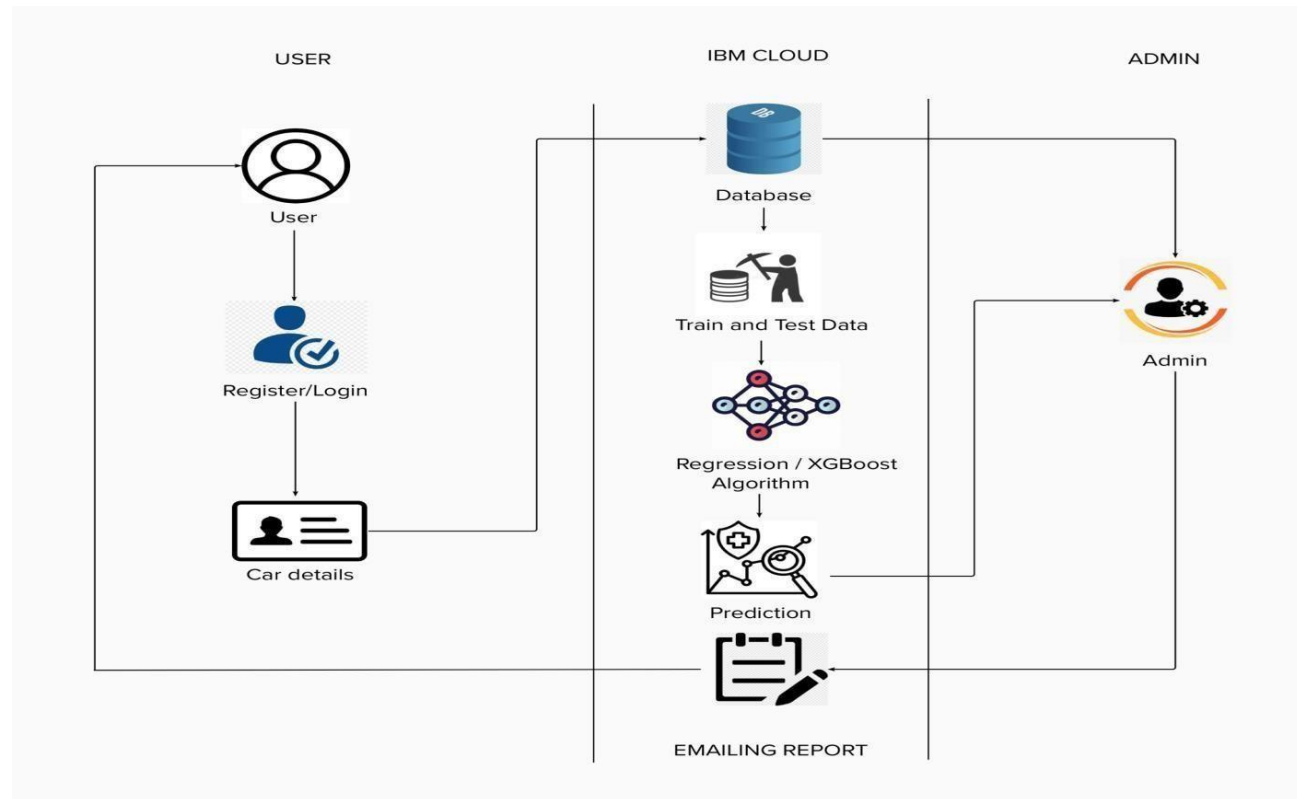 USER
IBM CLOUD
ADMIN
DB
Database
User
Train and Test Data
Register/Login
Admin
Regression / XGBoost
Algorithm
Car details
Prediction
EMAILING REPORT